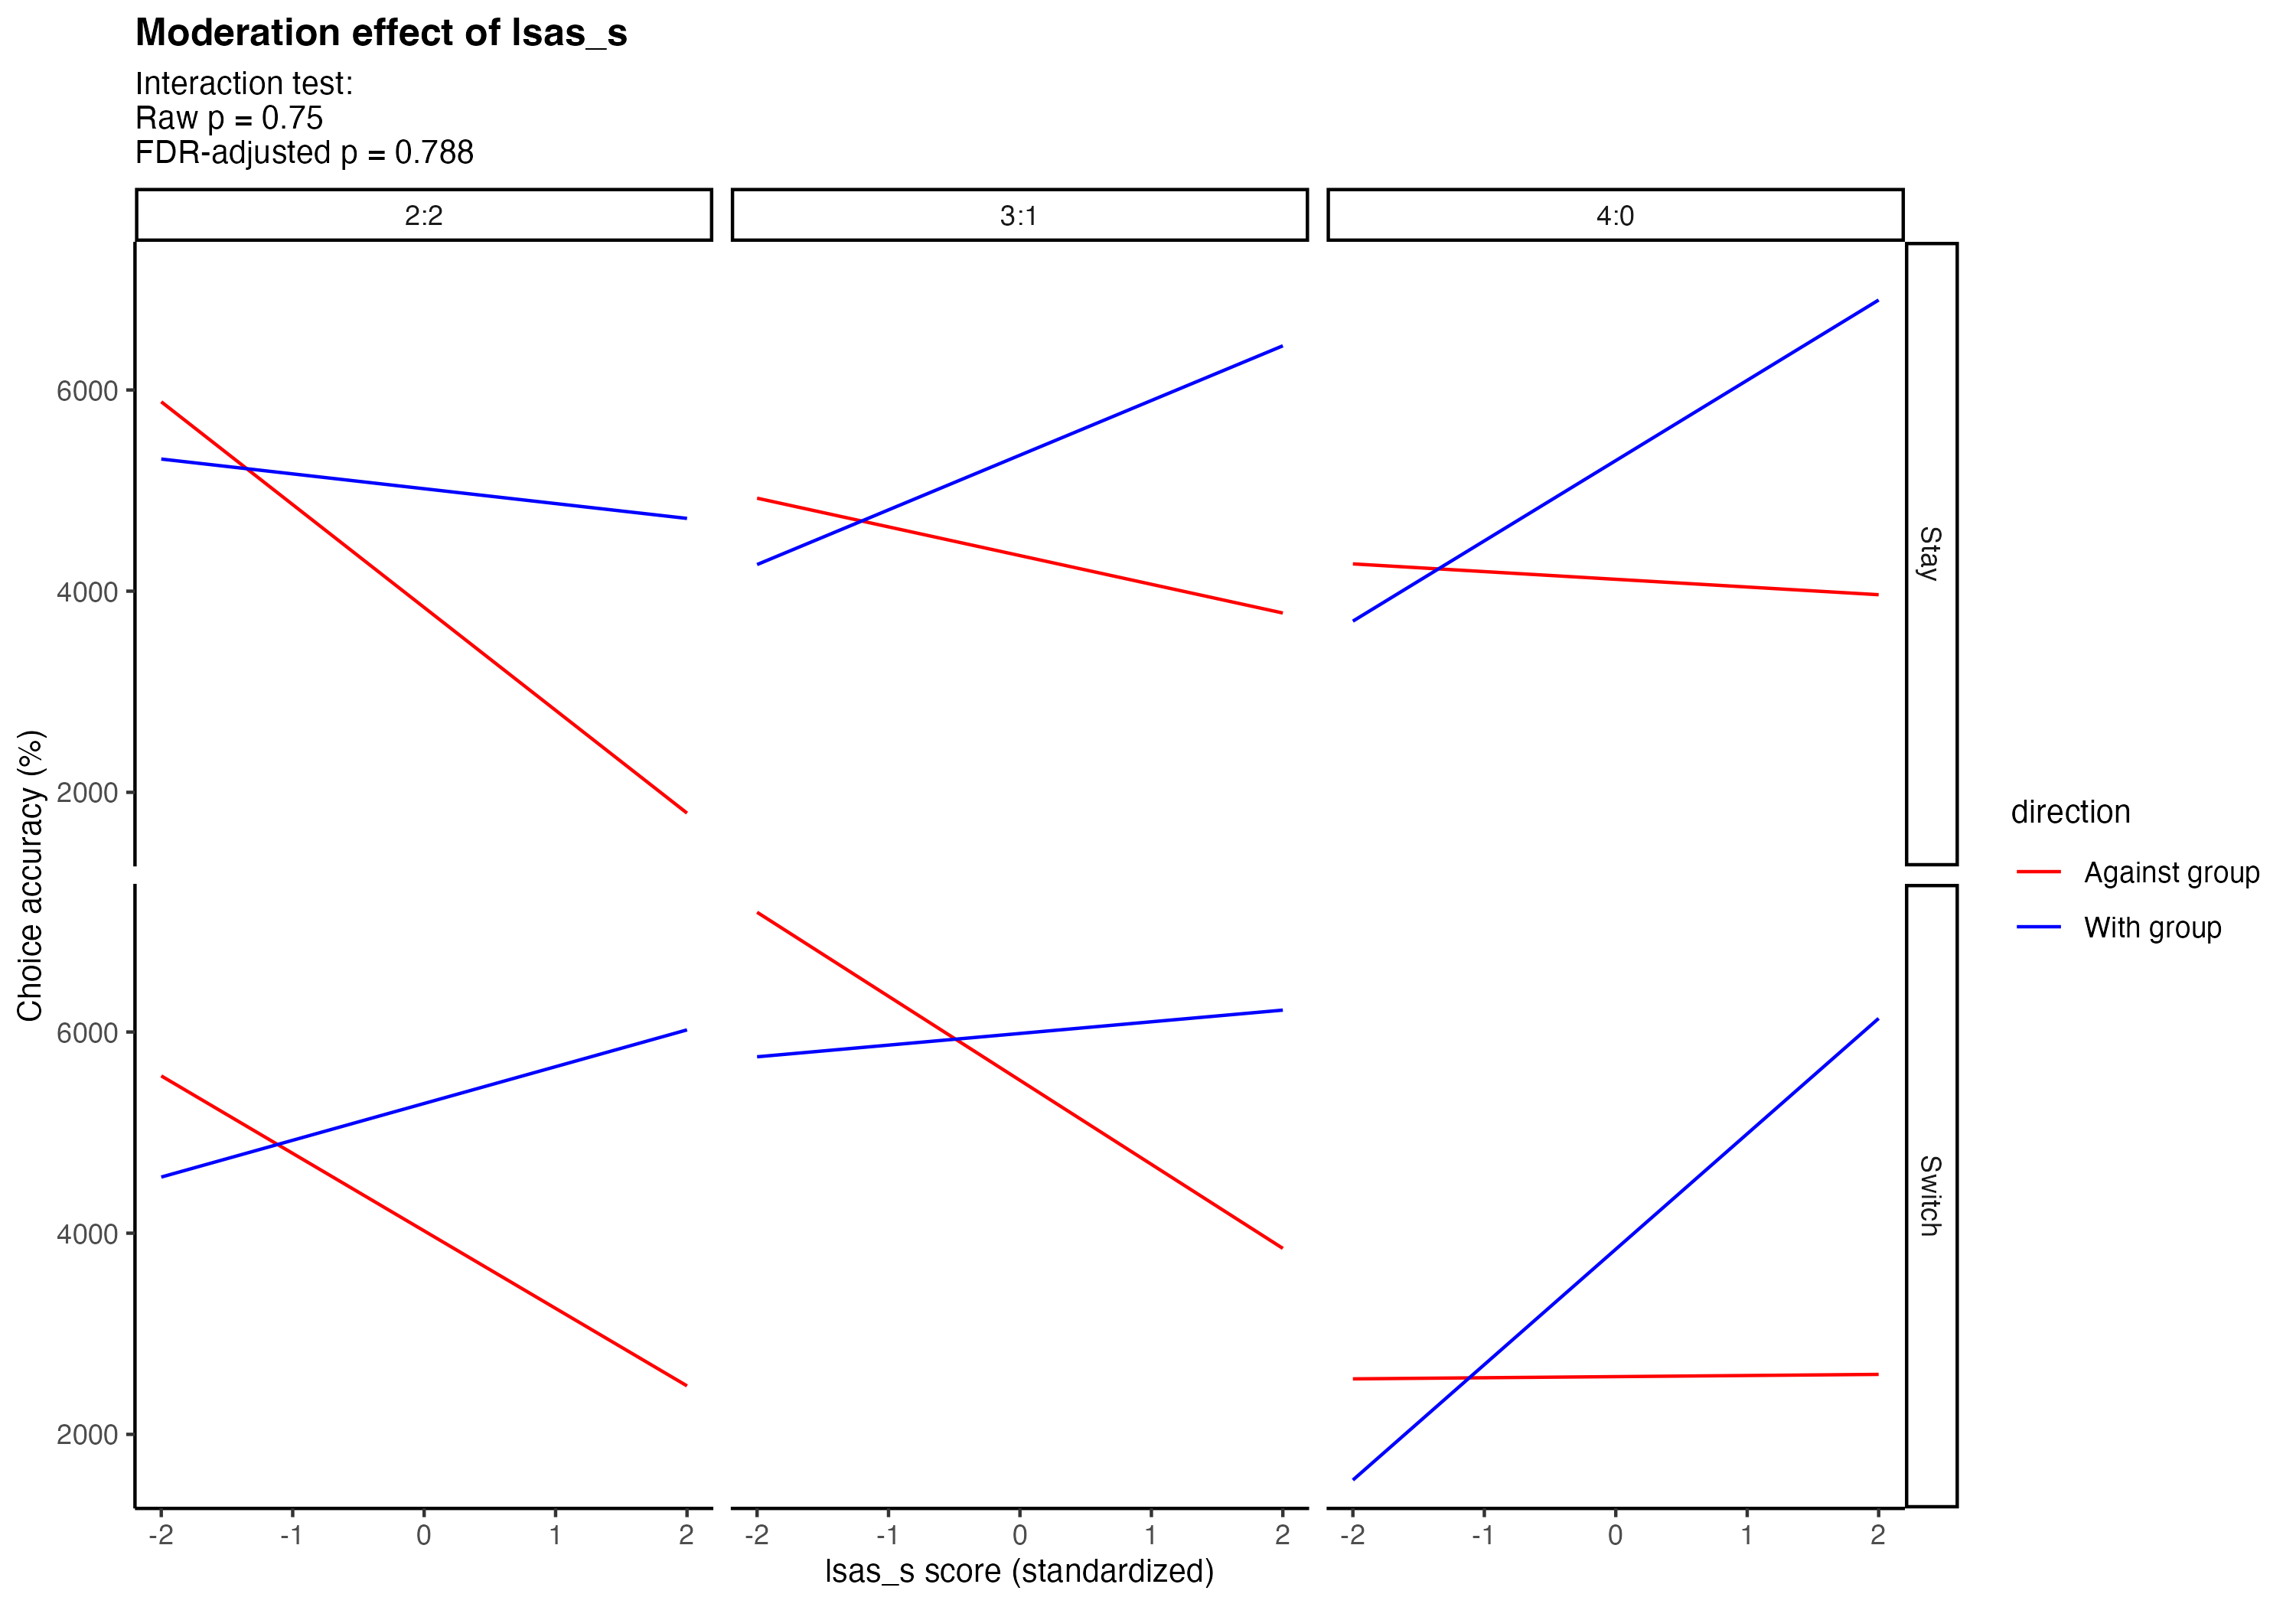 Moderation effect of lsas_s
Interaction test:
Raw p = 0.75
FDR-adjusted p = 0.788
2:2
3:1
4:0
Stay
Switch
Choice accuracy (%)
6000
4000
2000
6000
4000
2000
-2
-1
0
1
2
-2
-1
0
1
2
-2
-1
0
1
2
lsas_s score (standardized)
direction
Against group
With group